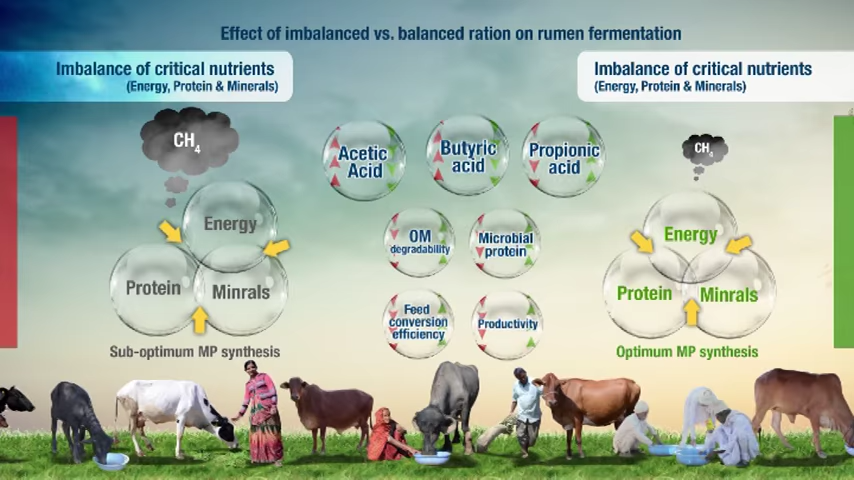 Effect of imbalanced vs. balanced ration on rumen fermentation
Imbalance of critical nutrients
(Energy, Protein & Minerals)
Imbalance of critical nutrients
(Energy, Protein & Minerals)
CH4
Acetic
Acid
Butyric
acid
Propionic
acid
CH4
Energy
Protein
Minrals
OM
degradability
Microbial
protein
Energy
Protein
Minrals
Feed
conversion
efficiency
Productivity
Sub-optimum MP synthesis
Optimum MP synthesis